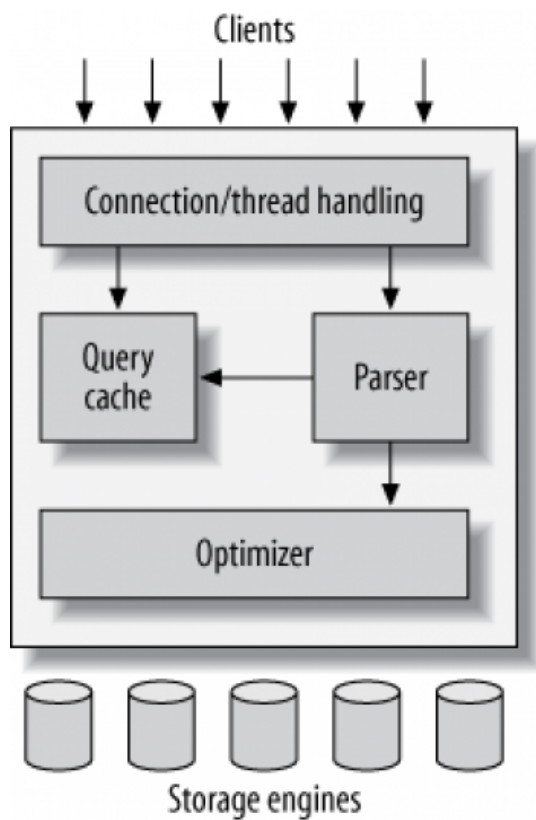 Clients
Connection/thread handling
Query
cache
Parser
Optimizer
Storage engines